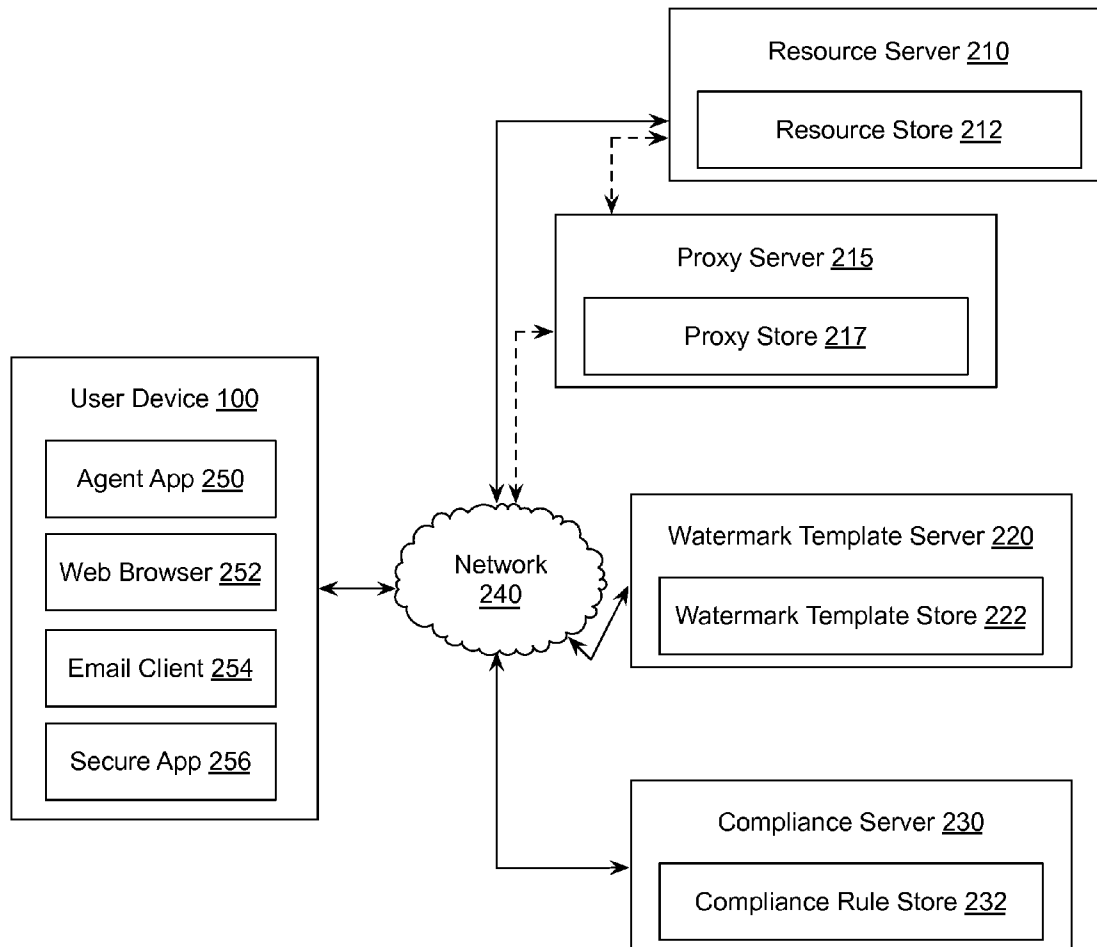 Resource Server 210
Resource Store 212
Proxy Server 215
Proxy Store 217
User Device 100
Agent App 250
Web Browser 252
Email Client 254
Secure App 256
Network
240
Watermark Template Server 220
Watermark Template Store 222
Compliance Server 230
Compliance Rule Store 232